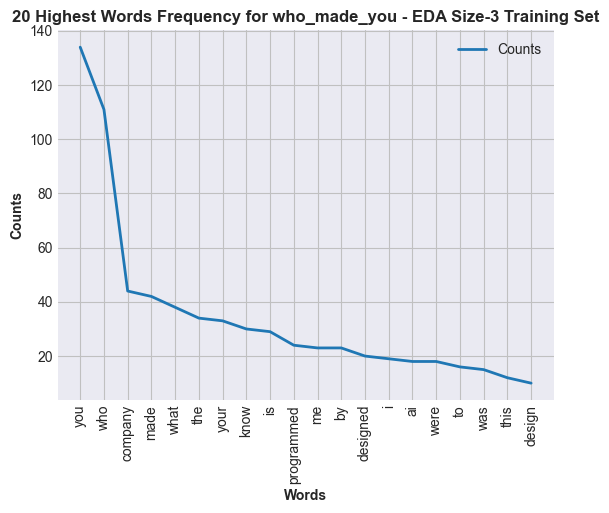 20 Highest Words Frequency for who_made_you - EDA Size-3 Training Set
Counts
140
120
100
80
60
40
20
Counts
you
who
company
made
what
the
your
know
is
programmed
me
by
designed
i
ai
were
to
was
this
design
Words